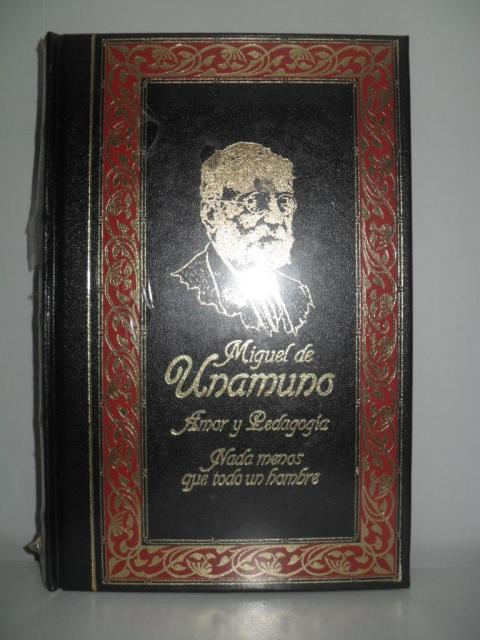 Miguel de
Unamuno
Amor y Pedagogía
Nada menos
que todo un hombre